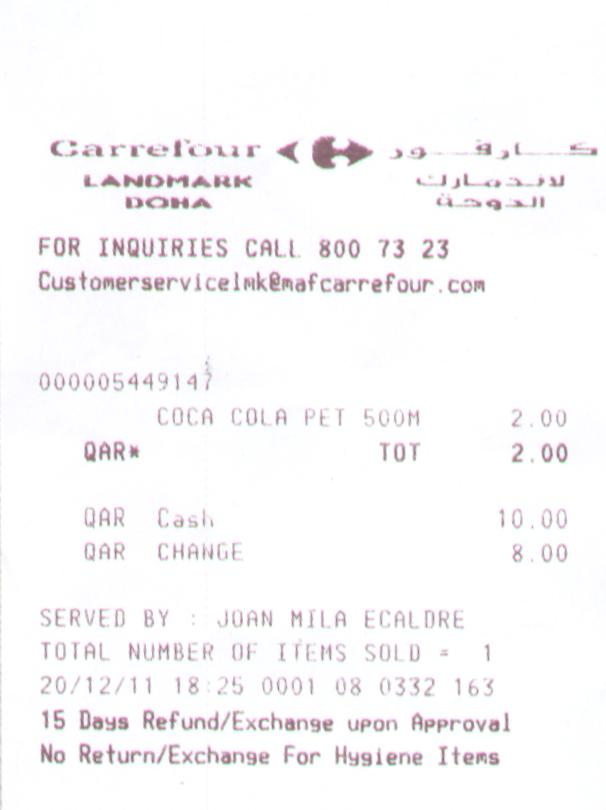 Carrefour كارفور
LANDMARK لاندمارك
DOHA الدوحة
FOR INQUIRIES CALL 800 73 23
Customerservicelmk@mafcarrefour.com
000005449147
COCA COLA PET 500M 2.00
QAR* TOT 2.00
QAR Cash 10.00
QAR CHANGE 8.00
SERVED BY : JOAN MILA ECALDRE
TOTAL NUMBER OF ITEMS SOLD = 1
20/12/11 18:25 0001 08 0332 163
15 Days Refund/Exchange upon Approval
No Return/Exchange For Hygiene Items